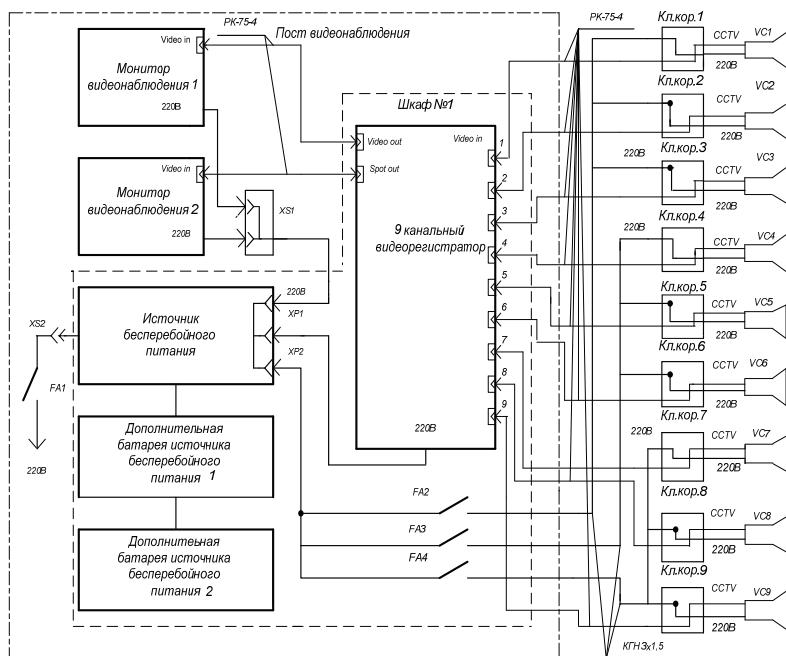 РК-75-4
Пост видеонаблюдения
Video in
Монитор
видеонаблюдения 1
220В
Video in
Монитор
видеонаблюдения 2
220В
XS1
Шкаф №1
Video out
Spot out
Video in
1
2
3
4
5
6
7
8
9
9 канальный
видеорегистратор
220В
Источник
бесперебойного
питания
220В
XP1
XP2
XS2
FA1
220В
Дополнительная
батарея источника
бесперебойного
питания 1
Дополнитеьная
батарея источника
бесперебойного
питания 2
FA2
FA3
FA4
РК-75-4
Кл.кор.1
CCTV
VC1
220В
Кл.кор.2
CCTV
VC2
220В
Кл.кор.3
220В
CCTV
VC3
220В
Кл.кор.4
220В
CCTV
VC4
220В
Кл.кор.5
CCTV
VC5
220В
Кл.кор.6
CCTV
VC6
220В
Кл.кор.7
220В
CCTV
VC7
220В
Кл.кор.8
CCTV
VC8
220В
Кл.кор.9
CCTV
VC9
220В
КГНЭх1,5